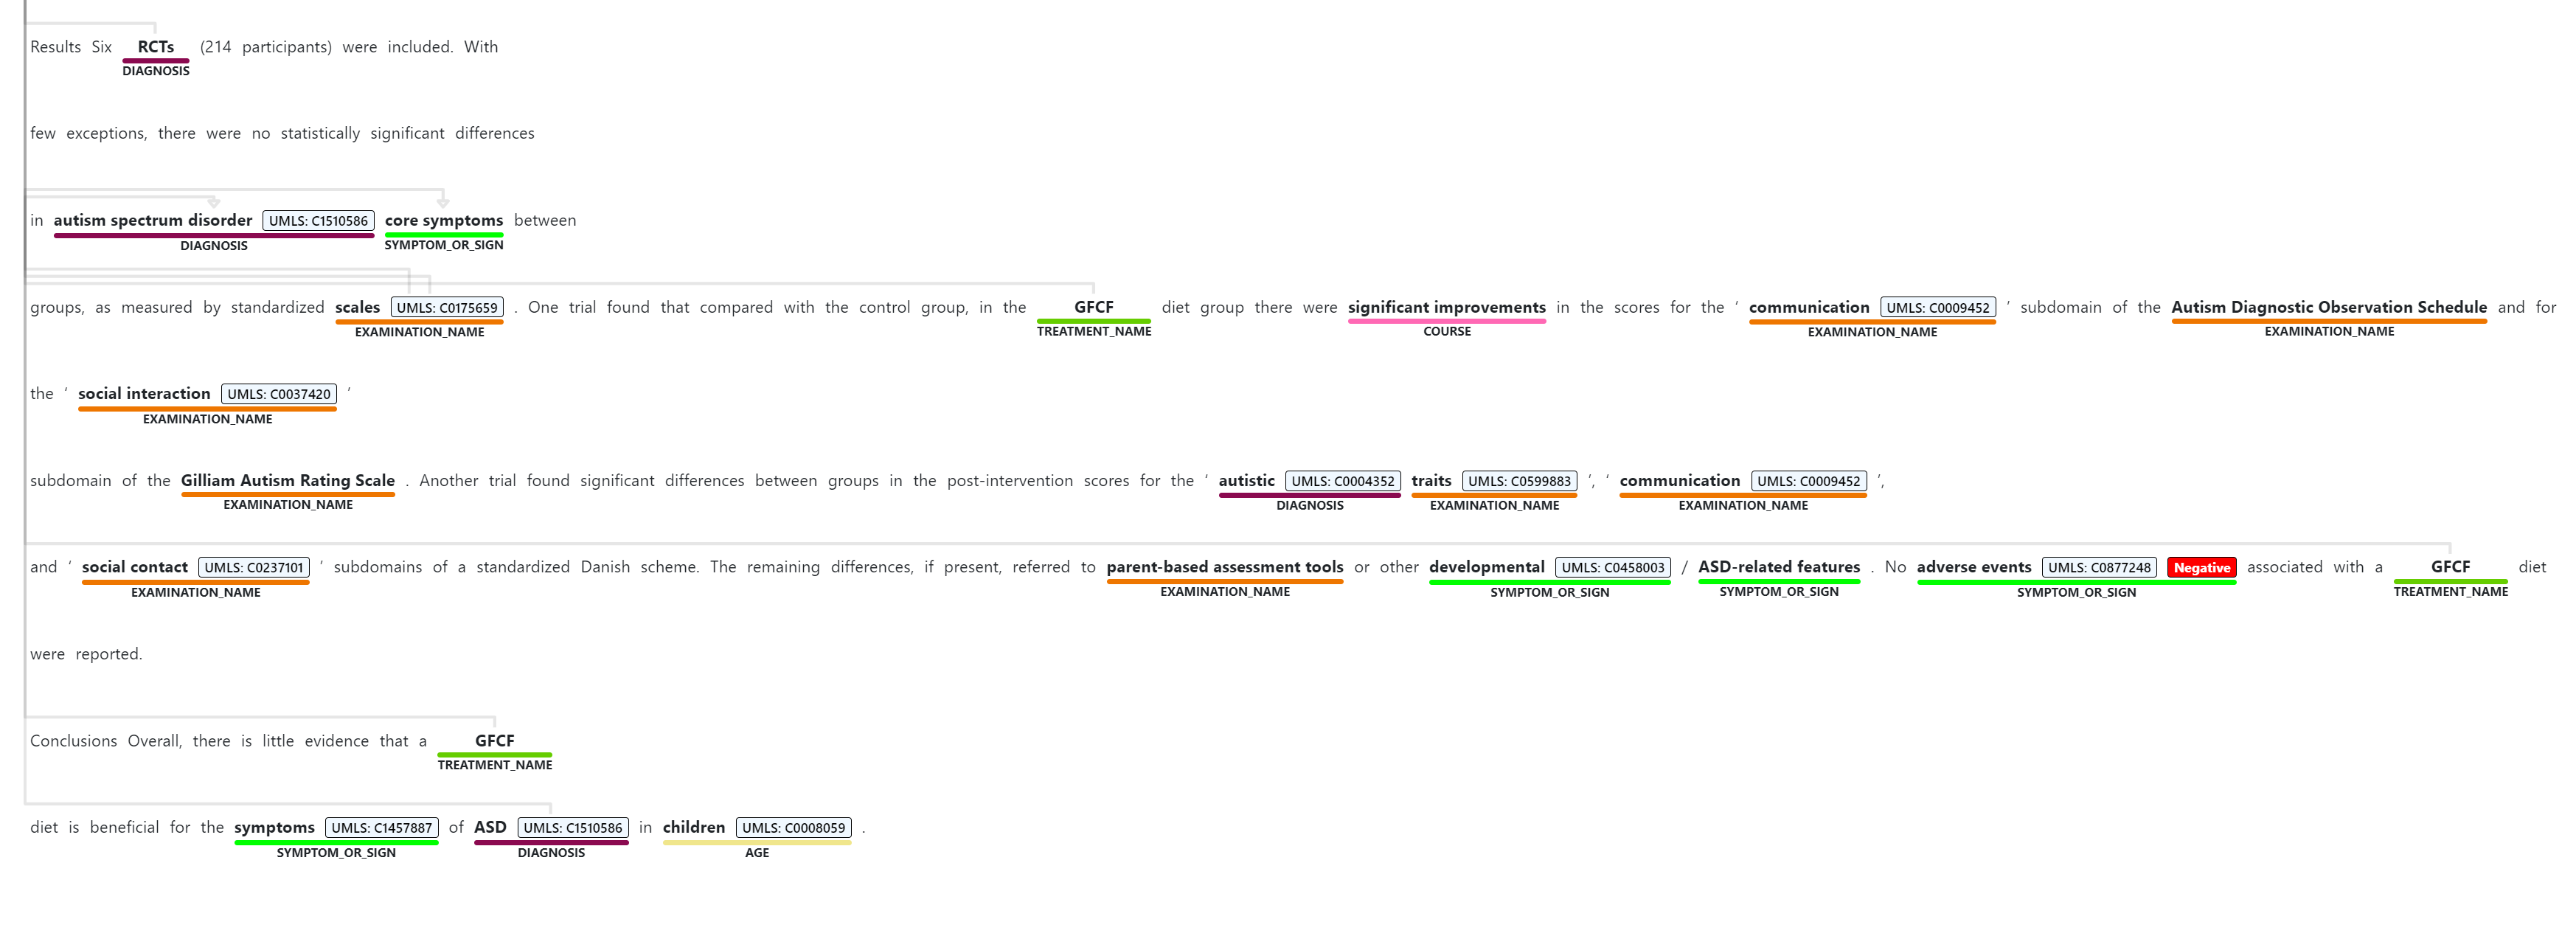 Results Six RCTs (214 participants) were included. With
DIAGNOSIS
few exceptions, there were no statistically significant differences
in autism spectrum disorder UMLS: C1510586 core symptoms between
DIAGNOSIS SYMPTOM_OR_SIGN
groups, as measured by standardized scales UMLS: C0175659 . One trial found that compared with the control group, in the GFCF diet group there were significant improvements in the scores for the ‘ communication UMLS: C0009452 ’ subdomain of the Autism Diagnostic Observation Schedule and for
EXAMINATION_NAME TREATMENT_NAME COURSE EXAMINATION_NAME EXAMINATION_NAME
the ‘ social interaction UMLS: C0037420 ’
EXAMINATION_NAME
subdomain of the Gilliam Autism Rating Scale . Another trial found significant differences between groups in the post-intervention scores for the ‘ autistic UMLS: C0004352 traits UMLS: C0599883 ’, ‘ communication UMLS: C0009452 ’,
EXAMINATION_NAME DIAGNOSIS EXAMINATION_NAME EXAMINATION_NAME
and ‘ social contact UMLS: C0237101 ’ subdomains of a standardized Danish scheme. The remaining differences, if present, referred to parent-based assessment tools or other developmental UMLS: C0458003 / ASD-related features . No adverse events UMLS: C0877248 Negative associated with a GFCF diet
EXAMINATION_NAME EXAMINATION_NAME SYMPTOM_OR_SIGN SYMPTOM_OR_SIGN SYMPTOM_OR_SIGN TREATMENT_NAME
were reported.
Conclusions Overall, there is little evidence that a GFCF
TREATMENT_NAME
diet is beneficial for the symptoms UMLS: C1457887 of ASD UMLS: C1510586 in children UMLS: C0008059 .
SYMPTOM_OR_SIGN DIAGNOSIS AGE